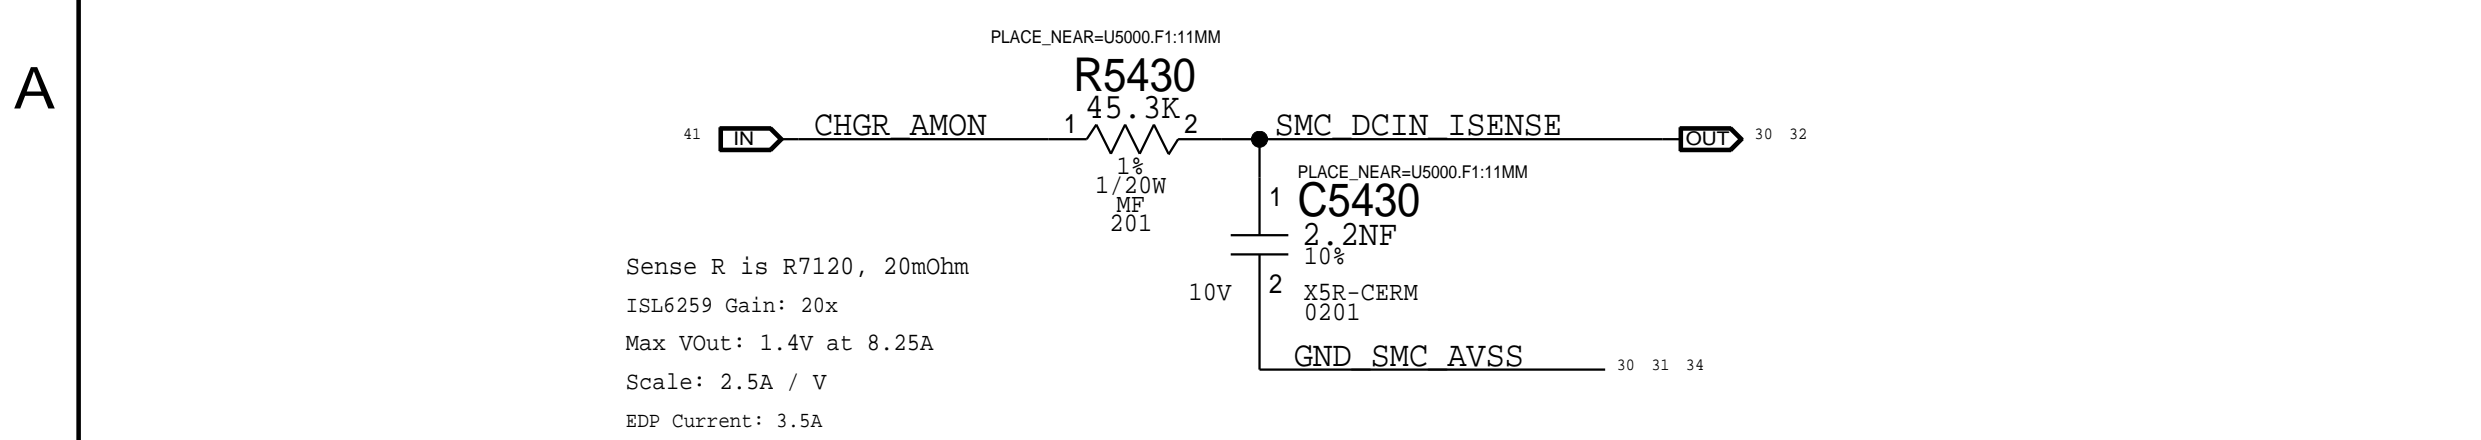 PLACE_NEAR=U5000.F1:11MM
A
R5430
45.3K
41 IN CHGR_AMON 1 2 SMC_DCIN_ISENSE OUT 30 32
1%
1/20W
MF
201
PLACE_NEAR=U5000.F1:11MM
1 C5430
2.2NF
10%
10V 2 X5R-CERM
0201
Sense R is R7120, 20mOhm
ISL6259 Gain: 20x
Max VOut: 1.4V at 8.25A
Scale: 2.5A / V
EDP Current: 3.5A
GND_SMC_AVSS 30 31 34